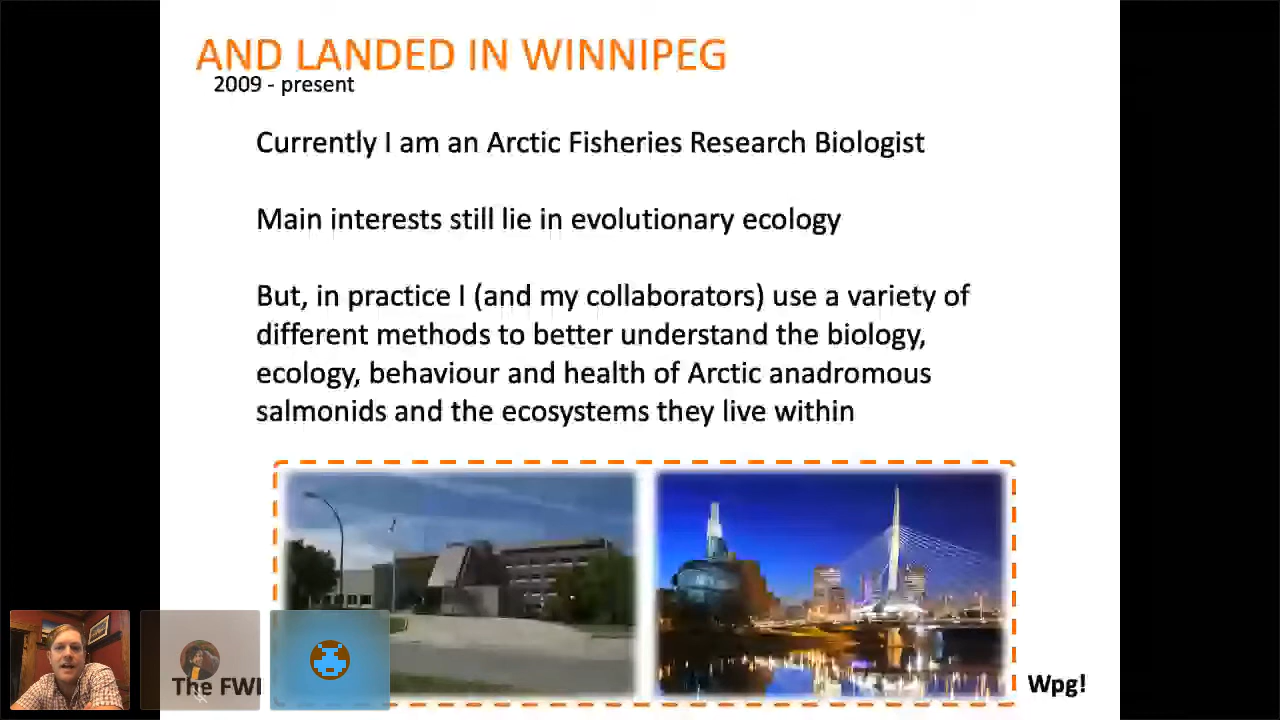 AND LANDED IN WINNIPEG
2009 - present
Currently I am an Arctic Fisheries Research Biologist
Main interests still lie in evolutionary ecology
But, in practice I (and my collaborators) use a variety of
different methods to better understand the biology,
ecology, behaviour and health of Arctic anadromous
salmonids and the ecosystems they live within
The FWI
Wpg!